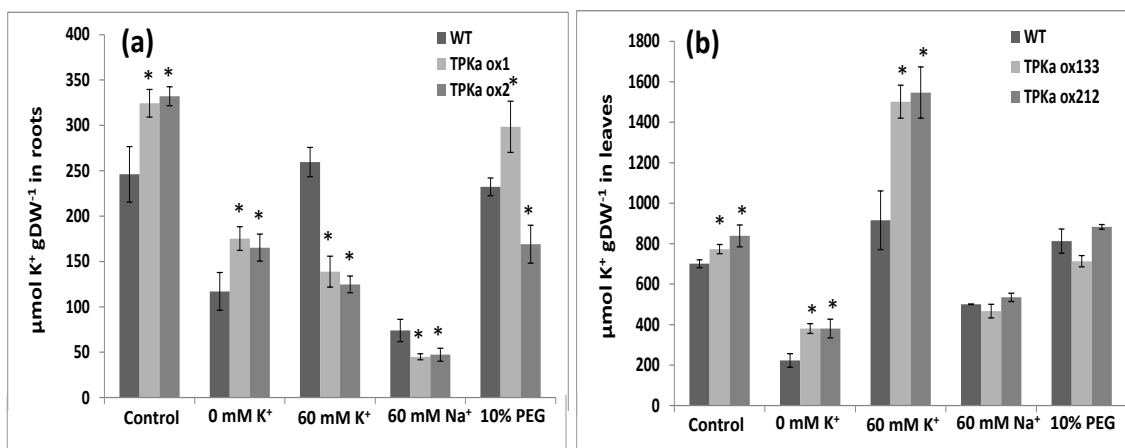 (a)
WT
TPKa ox1
TPKa ox2
µmol K⁺ gDW⁻¹ in roots
400
350
300
250
200
150
100
50
0
* * * * * * * * * *
Control 0 mM K⁺ 60 mM K⁺ 60 mM Na⁺ 10% PEG
(b)
WT
TPKa ox133
TPKa ox212
µmol K⁺ gDW⁻¹ in leaves
1800
1600
1400
1200
1000
800
600
400
200
0
* * * * * *
Control 0 mM K⁺ 60 mM K⁺ 60 mM Na⁺ 10% PEG